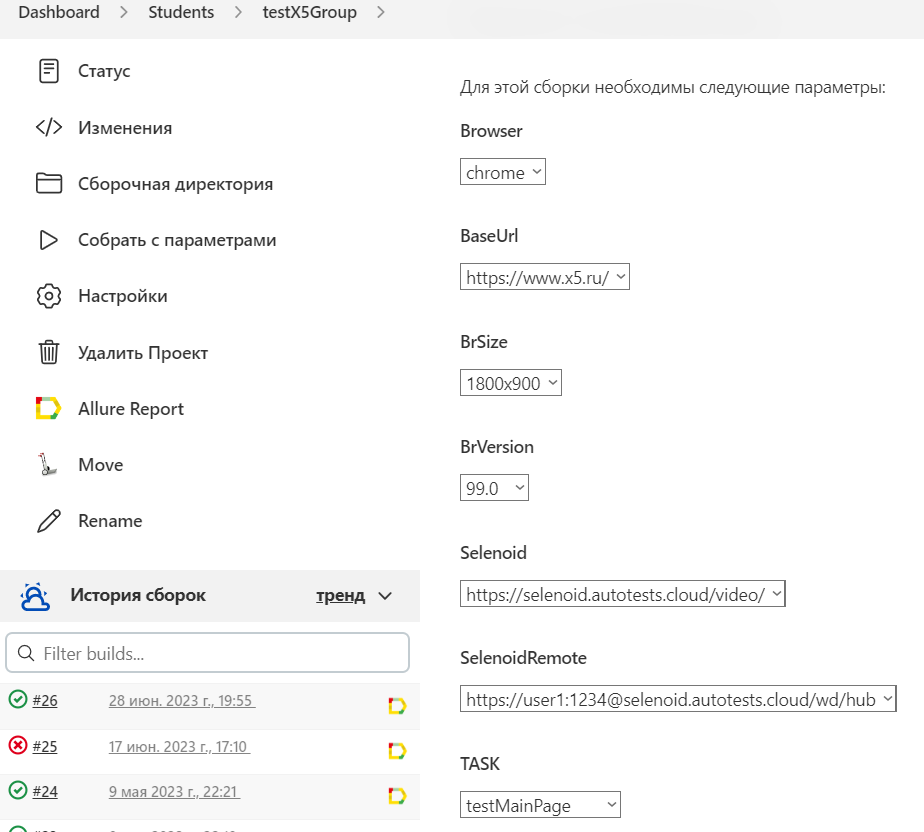 Dashboard > Students > testX5Group >
Статус
Изменения
Сборочная директория
Собрать с параметрами
Настройки
Удалить Проект
Allure Report
Move
Rename
История сборок тренд
Filter builds...
#26 28 июн. 2023 г., 19:55
#25 17 июн. 2023 г., 17:10
#24 9 мая 2023 г., 22:21
Для этой сборки необходимы следующие параметры:
Browser
chrome
BaseUrl
https://www.x5.ru/
BrSize
1800x900
BrVersion
99.0
Selenoid
https://selenoid.autotests.cloud/video/
SelenoidRemote
https://user1:1234@selenoid.autotests.cloud/wd/hub
TASK
testMainPage